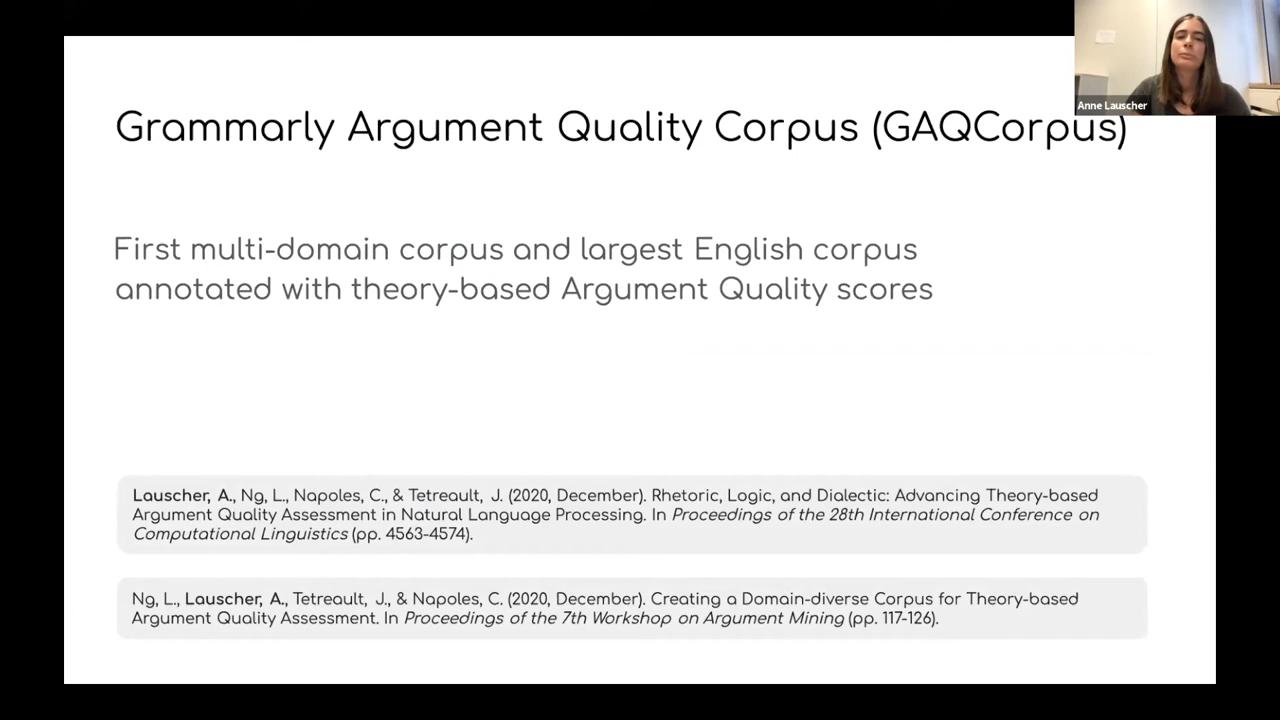 Anne Lauscher
Grammarly Argument Quality Corpus (GAQCorpus)
First multi-domain corpus and largest English corpus
annotated with theory-based Argument Quality scores
Lauscher, A., Ng, L., Napoles, C., & Tetreault, J. (2020, December). Rhetoric, Logic, and Dialectic: Advancing Theory-based
Argument Quality Assessment in Natural Language Processing. In Proceedings of the 28th International Conference on
Computational Linguistics (pp. 4563-4574).
Ng, L., Lauscher, A., Tetreault, J., & Napoles, C. (2020, December). Creating a Domain-diverse Corpus for Theory-based
Argument Quality Assessment. In Proceedings of the 7th Workshop on Argument Mining (pp. 117-126).